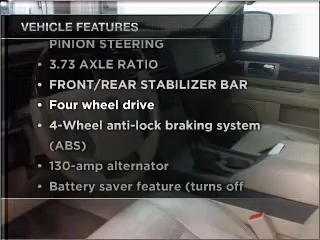 VEHICLE FEATURES
PINION STEERING
• 3.73 AXLE RATIO
• FRONT/REAR STABILIZER BAR
• Four wheel drive
• 4-Wheel anti-lock braking system
(ABS)
• 130-amp alternator
• Battery saver feature (turns off